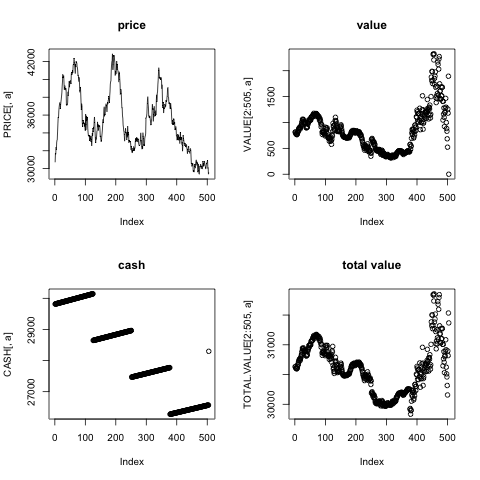 price
value
PRICE[, a]
30000 36000 42000
0 100 200 300 400 500
Index
VALUE[2:505, a]
0 500 1500
0 100 200 300 400 500
Index
cash
total value
CASH[, a]
27000 29000
0 100 200 300 400 500
Index
TOTAL.VALUE[2:505, a]
30000 31000
0 100 200 300 400 500
Index